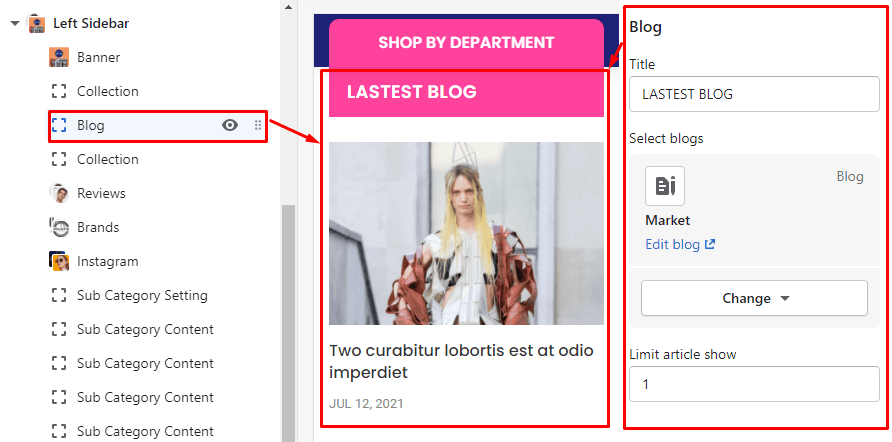 Left Sidebar
Banner
Collection
Blog
Collection
Reviews
Brands
Instagram
Sub Category Setting
Sub Category Content
Sub Category Content
Sub Category Content
Sub Category Content
SHOP BY DEPARTMENT
LASTEST BLOG
Two curabitur lobortis est at odio
imperdiet
JUL 12, 2021
Blog
Title
LASTEST BLOG
Select blogs
Blog
Market
Edit blog
Change
Limit article show
1